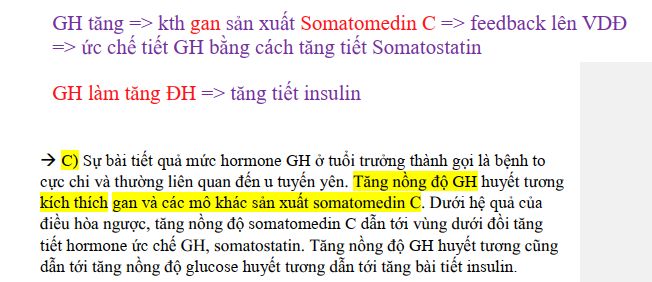 GH tăng => kth gan sản xuất Somatomedin C => feedback lên VDĐ
=> ức chế tiết GH bằng cách tăng tiết Somatostatin
GH làm tăng ĐH => tăng tiết insulin
→ C) Sự bài tiết quả mức hormone GH ở tuổi trưởng thành gọi là bệnh to
cực chi và thường liên quan đến u tuyến yên. Tăng nồng độ GH huyết tương
kích thích gan và các mô khác sản xuất somatomedin C. Dưới hệ quả của
điều hòa ngược, tăng nồng độ somatomedin C dẫn tới vùng dưới đồi tăng
tiết hormone ức chế GH, somatostatin. Tăng nồng độ GH huyết tương cũng
dẫn tới tăng nồng độ glucose huyết tương dẫn tới tăng bài tiết insulin.